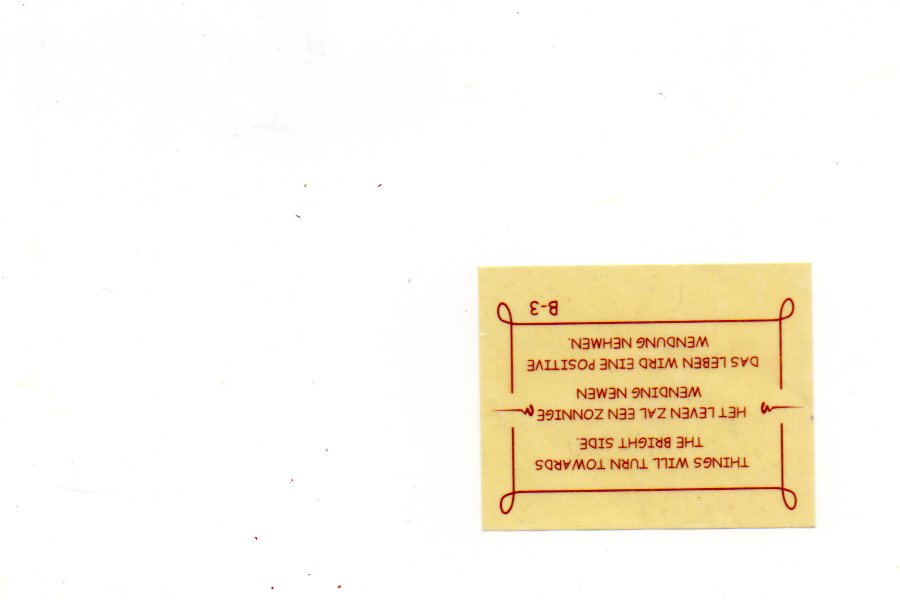 THINGS WILL TURN TOWARDS
THE BRIGHT SIDE.
HET LEVEN ZAL EEN ZONNIGE
WENDING NEMEN
DAS LEBEN WIRD EINE POSITIVE
WENDUNG NEHMEN.
B-3